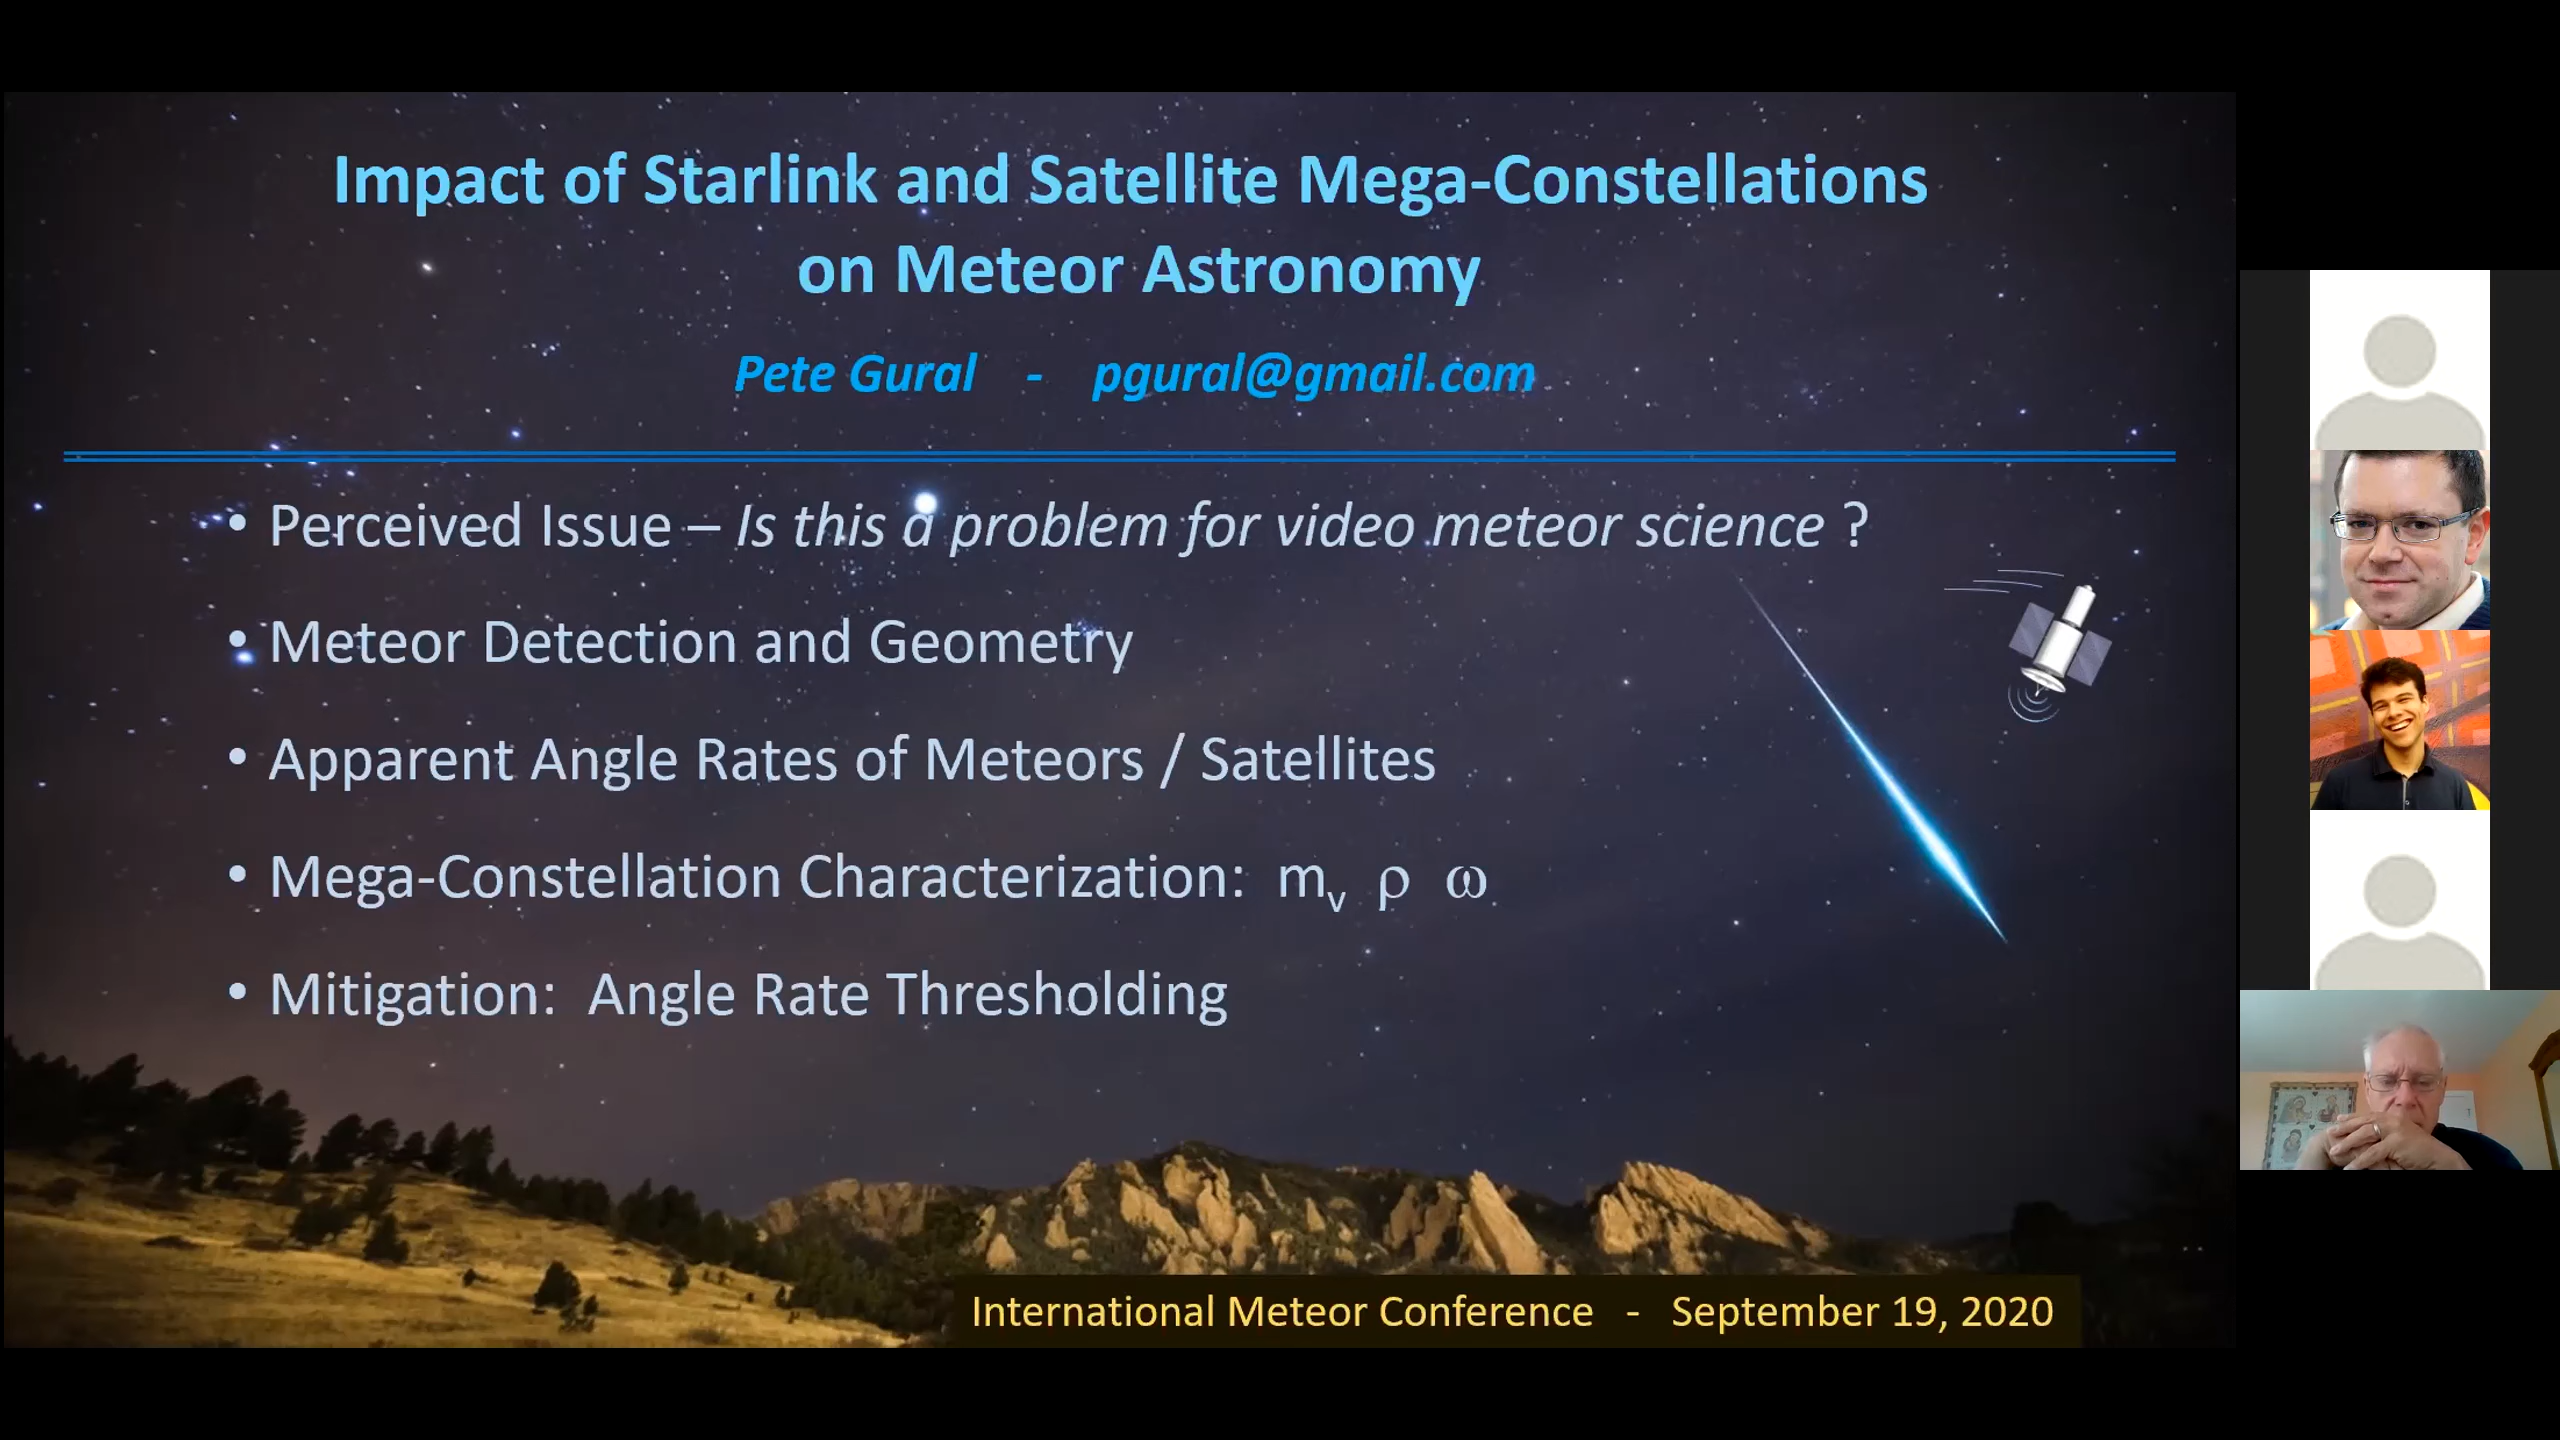 Impact of Starlink and Satellite Mega-Constellations
on Meteor Astronomy
Pete Gural - pgural@gmail.com
• Perceived Issue – Is this a problem for video meteor science ?
• Meteor Detection and Geometry
• Apparent Angle Rates of Meteors / Satellites
• Mega-Constellation Characterization: mv ρ ω
• Mitigation: Angle Rate Thresholding
International Meteor Conference - September 19, 2020